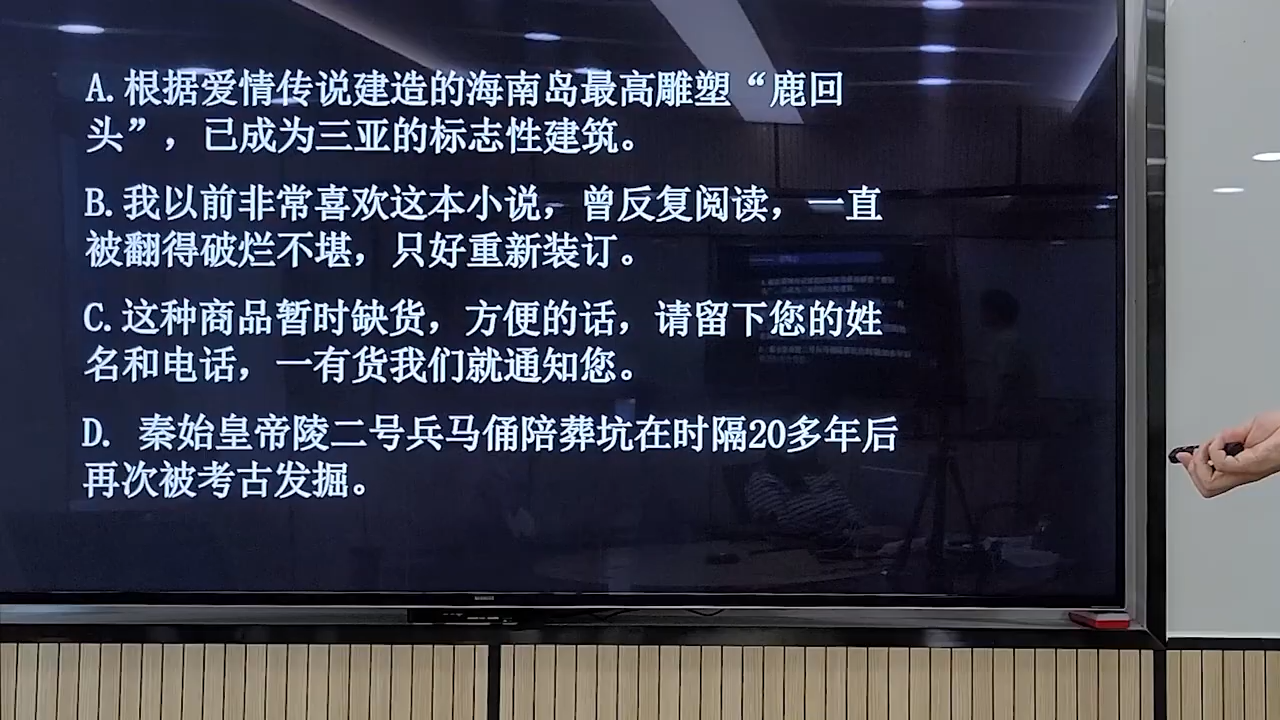 A.根据爱情传说建造的海南岛最高雕塑“鹿回
头”，已成为三亚的标志性建筑。
B.我以前非常喜欢这本小说，曾反复阅读，一直
被翻得破烂不堪，只好重新装订。
C.这种商品暂时缺货，方便的话，请留下您的姓
名和电话，一有货我们就通知您。
D. 秦始皇帝陵二号兵马俑陪葬坑在时隔20多年后
再次被考古发掘。